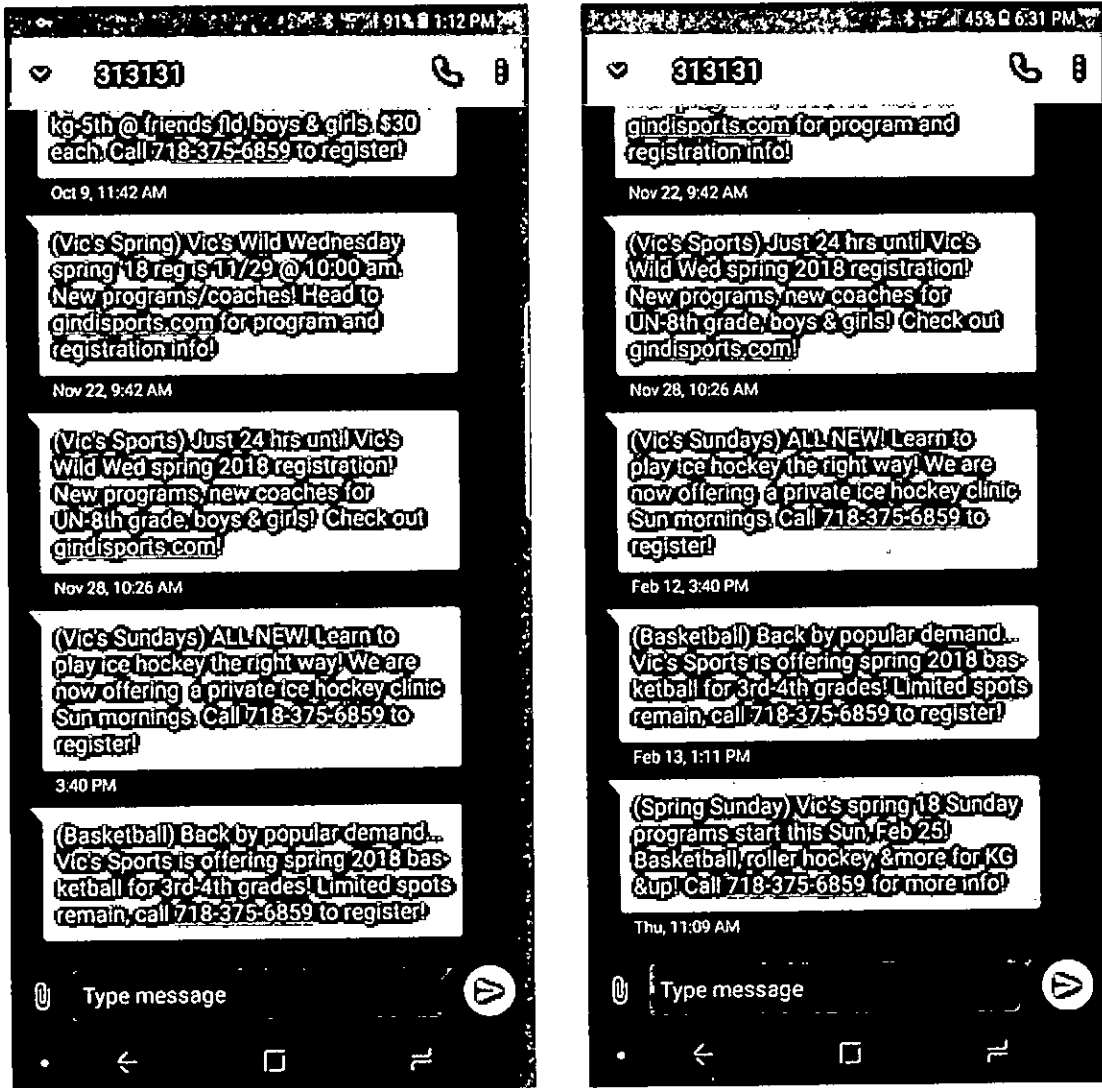 91% 1:12 PM
313131
kg-5th @ friends fld, boys & girls. $30
each. Call 718-375-6859 to register!
Oct 9, 11:42 AM
(Vic's Spring) Vic's Wild Wednesday
spring '18 reg is 11/29 @ 10:00 am.
New programs/coaches! Head to
gindisports.com for program and
registration info!
Nov 22, 9:42 AM
(Vic's Sports) Just 24 hrs until Vic's
Wild Wed spring 2018 registration!
New programs, new coaches for
UN-8th grade, boys & girls! Check out
gindisports.com!
Nov 28, 10:26 AM
(Vic's Sundays) ALL NEW! Learn to
play ice hockey the right way! We are
now offering a private ice hockey clinic
Sun mornings. Call 718-375-6859 to
register!
3:40 PM
(Basketball) Back by popular demand...
Vic's Sports is offering spring 2018 bas-
ketball for 3rd-4th grades! Limited spots
remain, call 718-375-6859 to register!
Type message
45% 6:31 PM
313131
gindisports.com for program and
registration info!
Nov 22, 9:42 AM
(Vic's Sports) Just 24 hrs until Vic's
Wild Wed spring 2018 registration!
New programs, new coaches for
UN-8th grade, boys & girls! Check out
gindisports.com!
Nov 28, 10:26 AM
(Vic's Sundays) ALL NEW! Learn to
play ice hockey the right way! We are
now offering a private ice hockey clinic
Sun mornings. Call 718-375-6859 to
register!
Feb 12, 3:40 PM
(Basketball) Back by popular demand...
Vic's Sports is offering spring 2018 bas-
ketball for 3rd-4th grades! Limited spots
remain, call 718-375-6859 to register!
Feb 13, 1:11 PM
(Spring Sunday) Vic's spring 18 Sunday
programs start this Sun, Feb 25!
Basketball, roller hockey, &more for KG
&up! Call 718-375-6859 for more info!
Thu, 11:09 AM
Type message